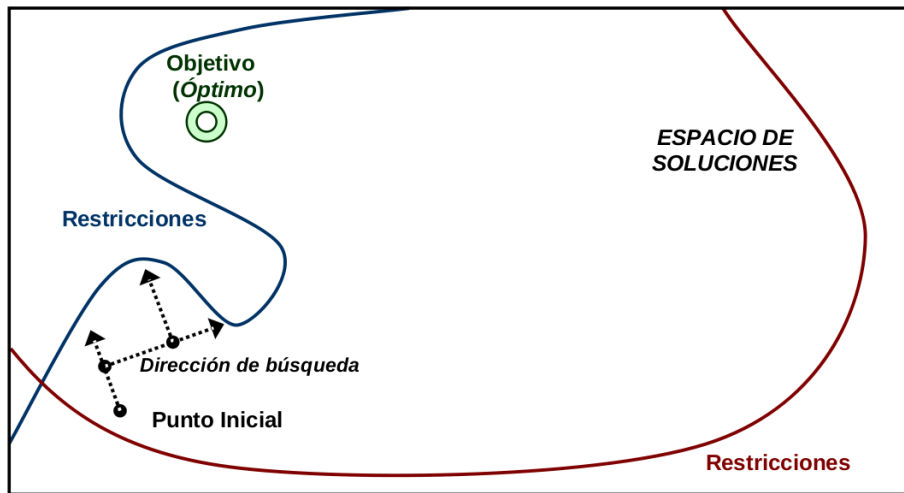 Objetivo
(Óptimo)
ESPACIO DE
SOLUCIONES
Restricciones
Dirección de búsqueda
Punto Inicial
Restricciones